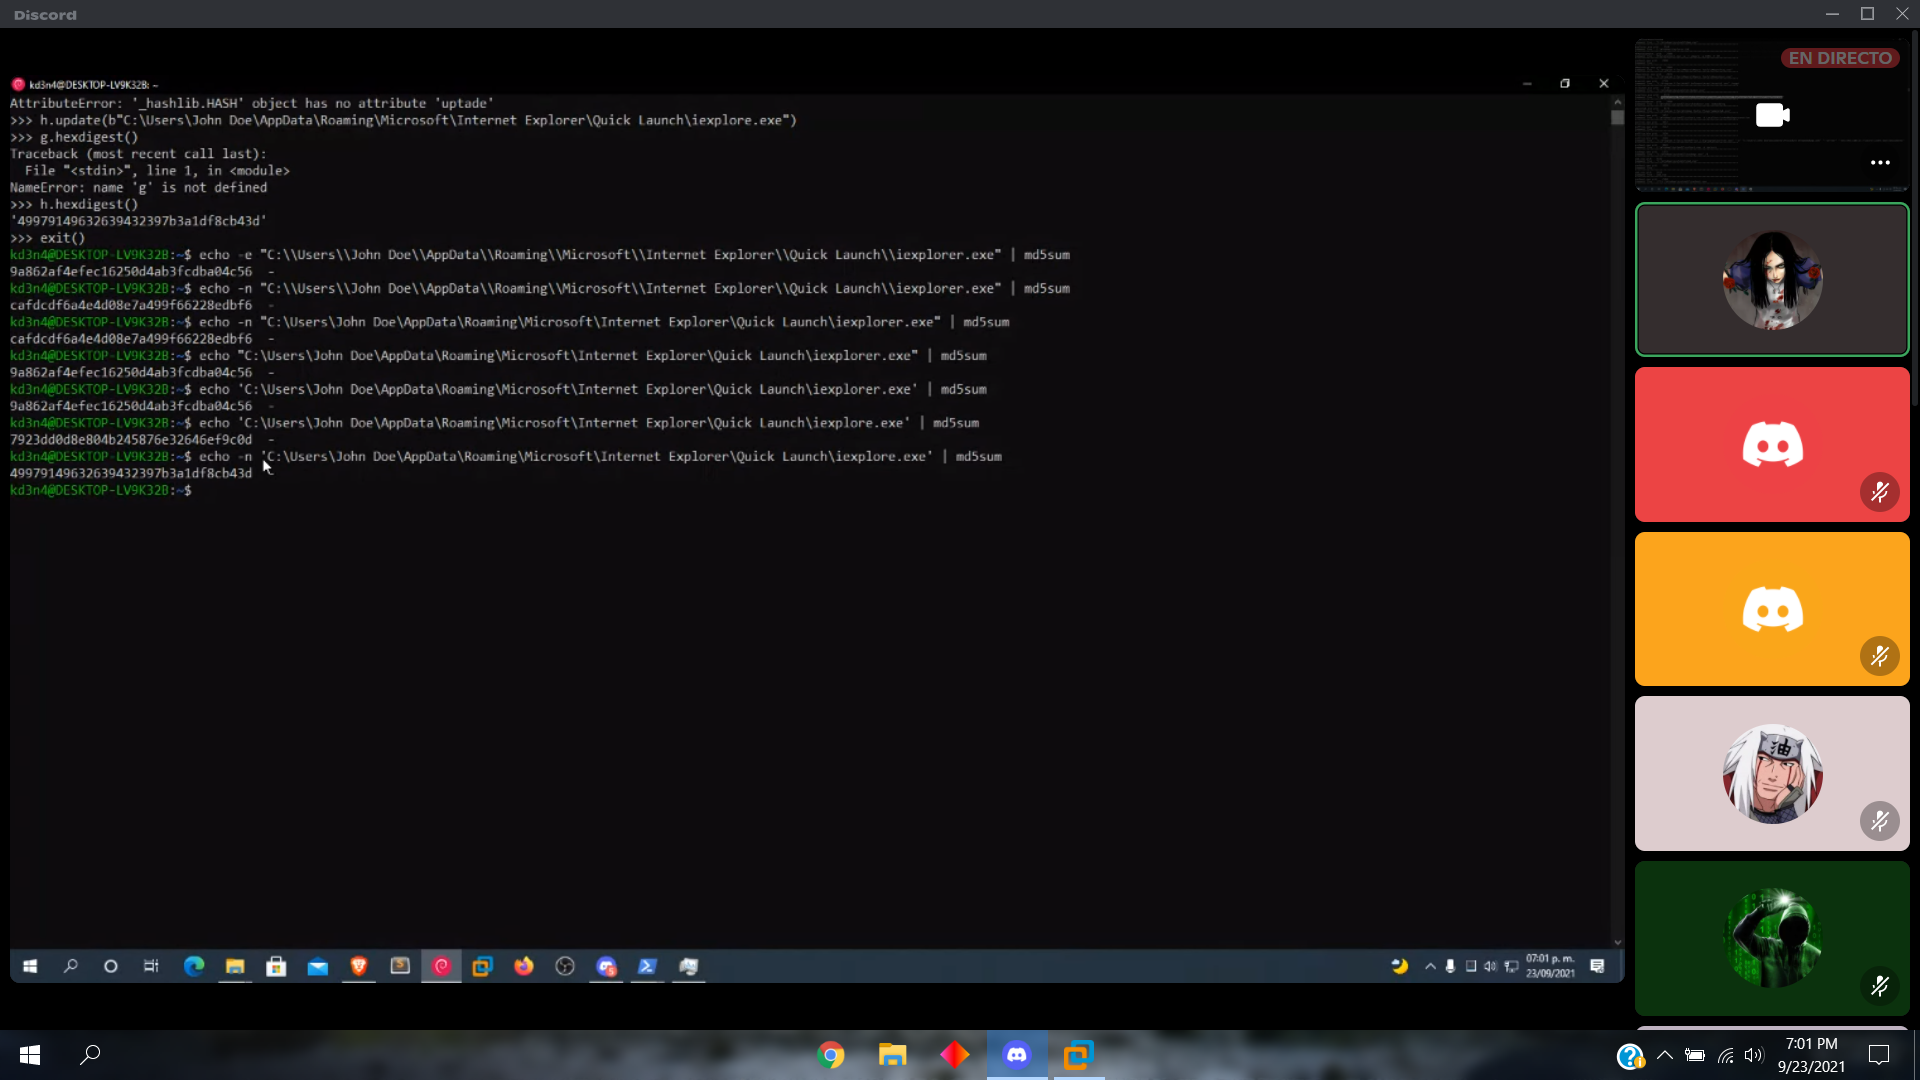 Discord
kd3n4@DESKTOP-LV9K32B: ~
AttributeError: '_hashlib.HASH' object has no attribute 'uptade'
>>> h.update(b"C:\Users\John Doe\AppData\Roaming\Microsoft\Internet Explorer\Quick Launch\iexplore.exe")
>>> g.hexdigest()
Traceback (most recent call last):
  File "<stdin>", line 1, in <module>
NameError: name 'g' is not defined
>>> h.hexdigest()
'49979149632639432397b3a1df8cb43d'
>>> exit()
kd3n4@DESKTOP-LV9K32B:~$ echo -e "C:\\Users\\John Doe\\AppData\\Roaming\\Microsoft\\Internet Explorer\\Quick Launch\\iexplorer.exe" | md5sum
9a862af4efec16250d4ab3fcdba04c56  -
kd3n4@DESKTOP-LV9K32B:~$ echo -n "C:\\Users\\John Doe\\AppData\\Roaming\\Microsoft\\Internet Explorer\\Quick Launch\\iexplorer.exe" | md5sum
cafdcdf6a4e4d08e7a499f66228edbf6  -
kd3n4@DESKTOP-LV9K32B:~$ echo -n "C:\Users\John Doe\AppData\Roaming\Microsoft\Internet Explorer\Quick Launch\iexplorer.exe" | md5sum
cafdcdf6a4e4d08e7a499f66228edbf6  -
kd3n4@DESKTOP-LV9K32B:~$ echo "C:\Users\John Doe\AppData\Roaming\Microsoft\Internet Explorer\Quick Launch\iexplorer.exe" | md5sum
9a862af4efec16250d4ab3fcdba04c56  -
kd3n4@DESKTOP-LV9K32B:~$ echo 'C:\Users\John Doe\AppData\Roaming\Microsoft\Internet Explorer\Quick Launch\iexplorer.exe' | md5sum
9a862af4efec16250d4ab3fcdba04c56  -
kd3n4@DESKTOP-LV9K32B:~$ echo 'C:\Users\John Doe\AppData\Roaming\Microsoft\Internet Explorer\Quick Launch\iexplore.exe' | md5sum
7923dd0d8e804b245876e32646ef9c0d  -
kd3n4@DESKTOP-LV9K32B:~$ echo -n 'C:\Users\John Doe\AppData\Roaming\Microsoft\Internet Explorer\Quick Launch\iexplore.exe' | md5sum
49979149632639432397b3a1df8cb43d  -
kd3n4@DESKTOP-LV9K32B:~$
EN DIRECTO
油
07:01 p. m.
23/09/2021
7:01 PM
9/23/2021